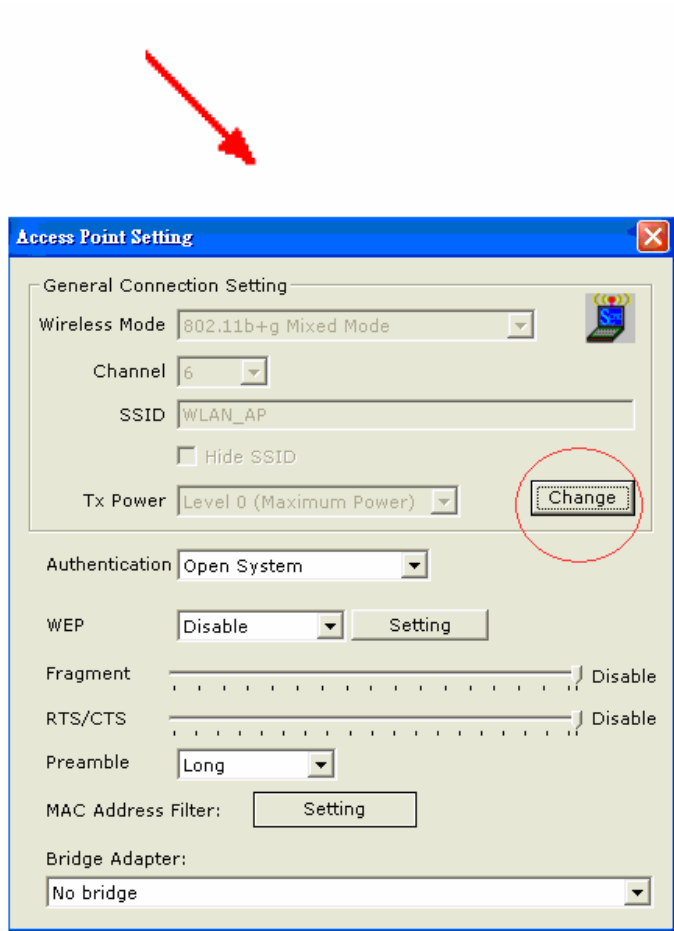 Access Point Setting
General Connection Setting
Wireless Mode 802.11b+g Mixed Mode
Channel 6
SSID WLAN_AP
Hide SSID
Tx Power Level 0 (Maximum Power) Change
Authentication Open System
WEP Disable Setting
Fragment Disable
RTS/CTS Disable
Preamble Long
MAC Address Filter: Setting
Bridge Adapter:
No bridge